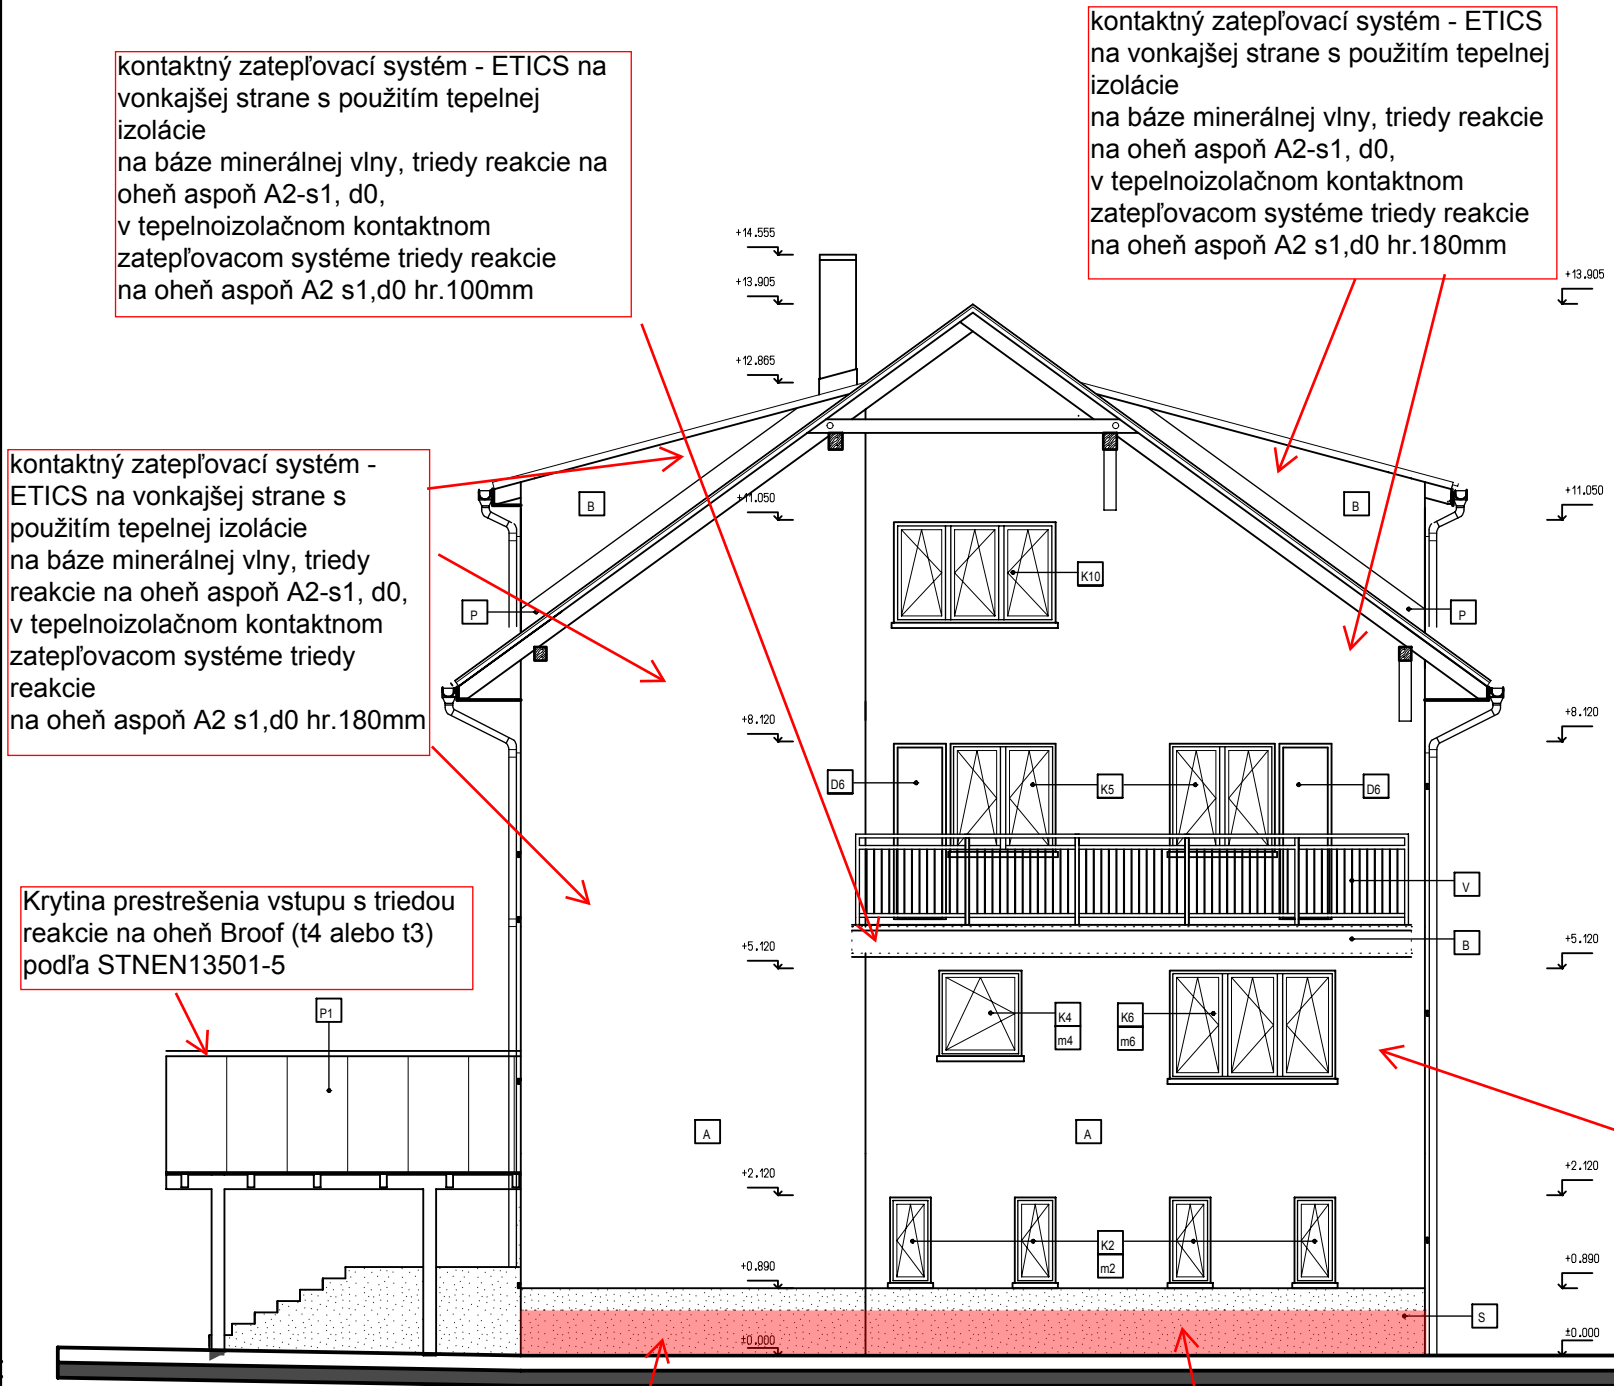 kontaktný zatepľovací systém - ETICS na
vonkajšej strane s použitím tepelnej
izolácie
na báze minerálnej vlny, triedy reakcie na
oheň aspoň A2-s1, d0,
v tepelnoizolačnom kontaktnom
zatepľovacom systéme triedy reakcie
na oheň aspoň A2 s1,d0 hr.100mm
kontaktný zatepľovací systém - ETICS
na vonkajšej strane s použitím tepelnej
izolácie
na báze minerálnej vlny, triedy reakcie
na oheň aspoň A2-s1, d0,
v tepelnoizolačnom kontaktnom
zatepľovacom systéme triedy reakcie
na oheň aspoň A2 s1,d0 hr.180mm
+14.555
+13.905
+12.865
+13.905
kontaktný zatepľovací systém -
ETICS na vonkajšej strane s
použitím tepelnej izolácie
na báze minerálnej vlny, triedy
reakcie na oheň aspoň A2-s1, d0,
v tepelnoizolačnom kontaktnom
zatepľovacom systéme triedy
reakcie
na oheň aspoň A2 s1,d0 hr.180mm
B
+11.050
B
+11.050
K10
P
P
+8.120
+8.120
D6
K5
D6
V
Krytina prestrešenia vstupu s triedou
reakcie na oheň Broof (t4 alebo t3)
podľa STNEN13501-5
+5.120
B
+5.120
P1
K4
m4
K6
m6
A
A
+2.120
+2.120
K2
m2
+0.890
+0.890
S
±0.000
±0.000